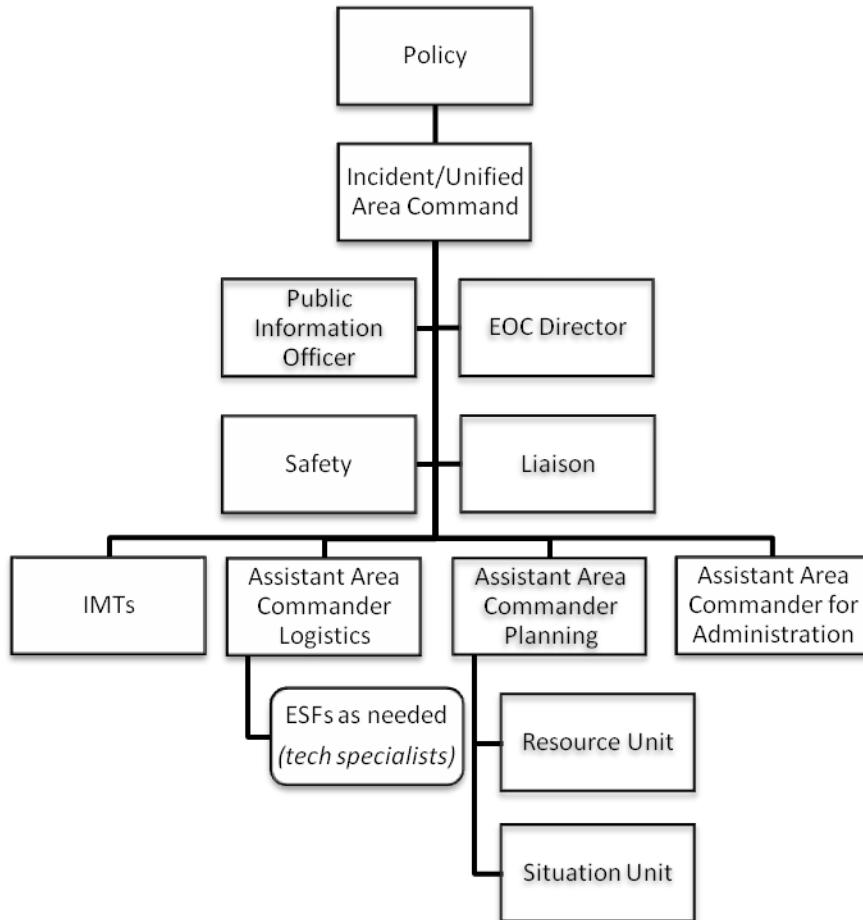 Policy
Incident/Unified
Area Command
Public
Information
Officer
EOC Director
Safety
Liaison
IMTs
Assistant Area
Commander
Logistics
Assistant Area
Commander
Planning
Assistant Area
Commander for
Administration
ESFs as needed
(tech specialists)
Resource Unit
Situation Unit